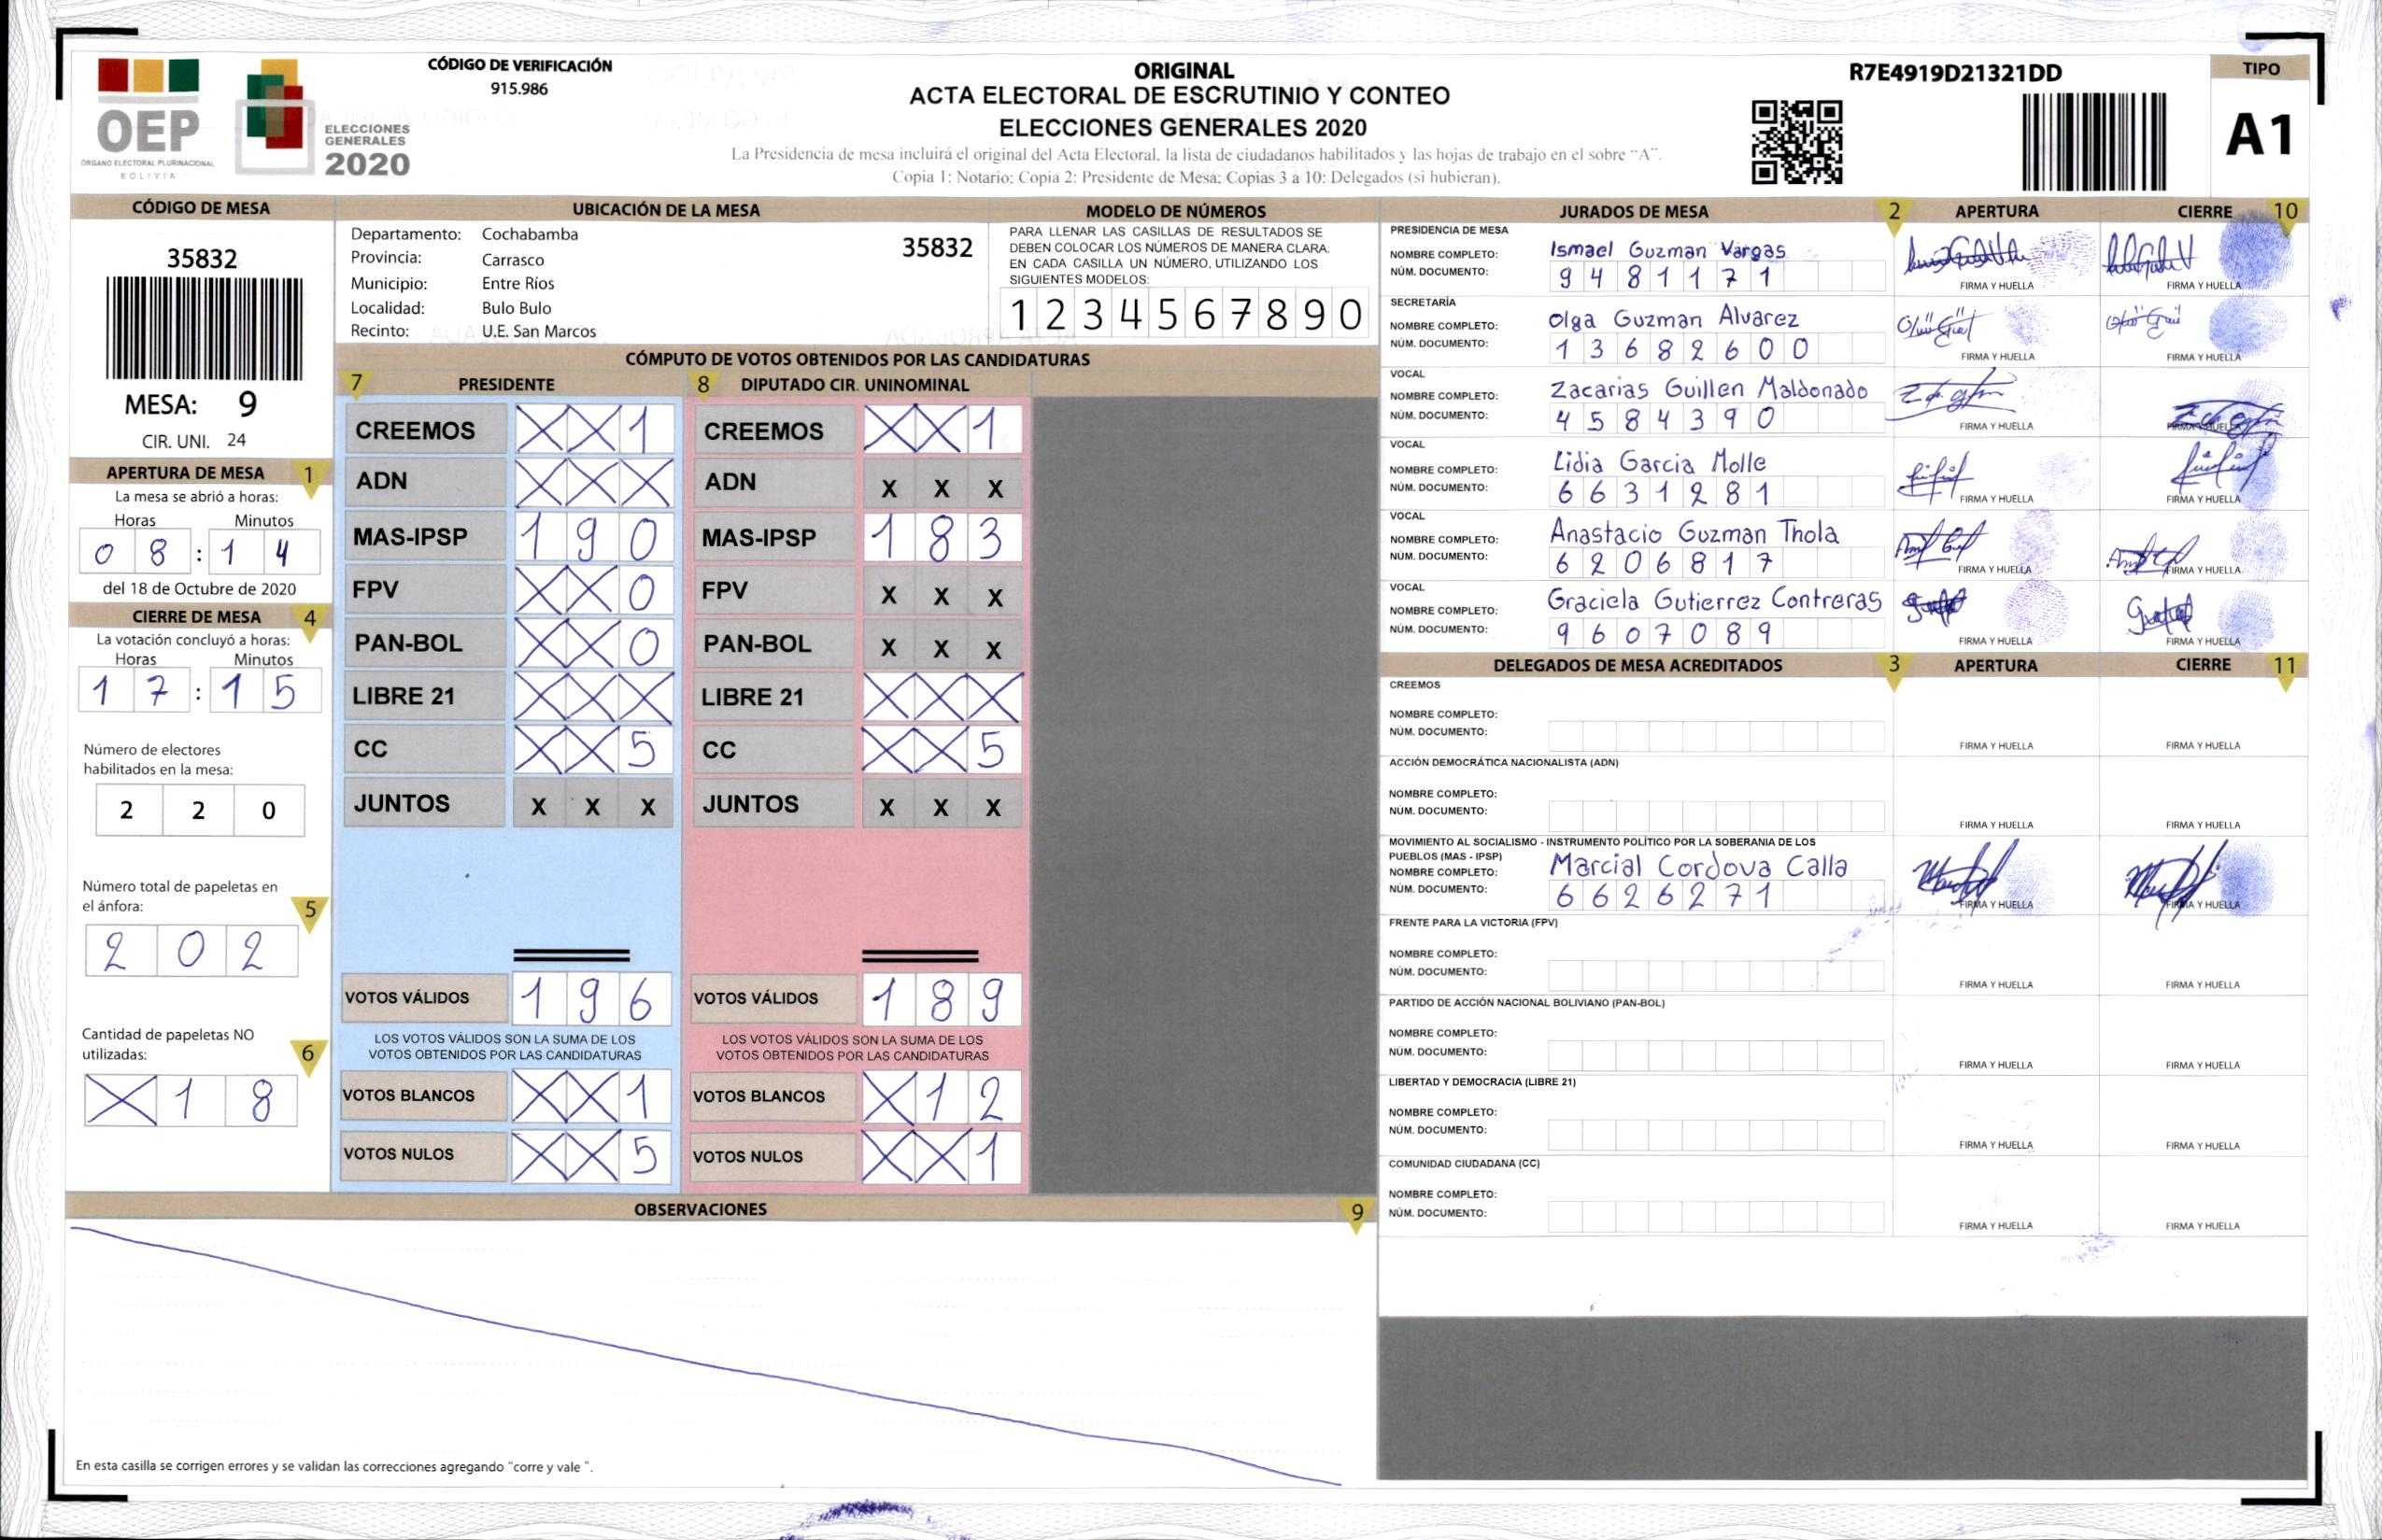 OEP
ÓRGANO ELECTORAL PLURINACIONAL
BOLIVIA
ELECCIONES
GENERALES
2020
CÓDIGO DE VERIFICACIÓN
915.986
ORIGINAL
ACTA ELECTORAL DE ESCRUTINIO Y CONTEO
ELECCIONES GENERALES 2020
La Presidencia de mesa incluirá el original del Acta Electoral, la lista de ciudadanos habilitados y las hojas de trabajo en el sobre "A".
Copia 1: Notario; Copia 2: Presidente de Mesa; Copias 3 a 10: Delegados (si hubieran).
R7E4919D21321DD
TIPO
A1
CÓDIGO DE MESA
35832
MESA: 9
CIR. UNI. 24
APERTURA DE MESA 1
La mesa se abrió a horas:
Horas Minutos
0 8 : 1 4
del 18 de Octubre de 2020
CIERRE DE MESA 4
La votación concluyó a horas:
Horas Minutos
1 7 : 1 5
Número de electores
habilitados en la mesa:
2 2 0
Número total de papeletas en
el ánfora: 5
2 0 2
Cantidad de papeletas NO
utilizadas: 6
X 1 8
UBICACIÓN DE LA MESA
Departamento: Cochabamba
Provincia: Carrasco
Municipio: Entre Ríos
Localidad: Bulo Bulo
Recinto: U.E. San Marcos
35832
MODELO DE NÚMEROS
PARA LLENAR LAS CASILLAS DE RESULTADOS SE
DEBEN COLOCAR LOS NÚMEROS DE MANERA CLARA.
EN CADA CASILLA UN NÚMERO, UTILIZANDO LOS
SIGUIENTES MODELOS:
1 2 3 4 5 6 7 8 9 0
CÓMPUTO DE VOTOS OBTENIDOS POR LAS CANDIDATURAS
7 PRESIDENTE
CREEMOS X X 1
ADN X X X
MAS-IPSP 1 9 0
FPV X X 0
PAN-BOL X X 0
LIBRE 21 X X X
CC X X 5
JUNTOS X X X
VOTOS VÁLIDOS 1 9 6
LOS VOTOS VÁLIDOS SON LA SUMA DE LOS
VOTOS OBTENIDOS POR LAS CANDIDATURAS
VOTOS BLANCOS X X 1
VOTOS NULOS X X 5
8 DIPUTADO CIR. UNINOMINAL
CREEMOS X X 1
ADN X X X
MAS-IPSP 1 8 3
FPV X X X
PAN-BOL X X X
LIBRE 21 X X X
CC X X 5
JUNTOS X X X
VOTOS VÁLIDOS 1 8 9
LOS VOTOS VÁLIDOS SON LA SUMA DE LOS
VOTOS OBTENIDOS POR LAS CANDIDATURAS
VOTOS BLANCOS X 1 2
VOTOS NULOS X X 1
OBSERVACIONES 9
En esta casilla se corrigen errores y se validan las correcciones agregando "corre y vale ".
JURADOS DE MESA 2 APERTURA CIERRE 10
PRESIDENCIA DE MESA
NOMBRE COMPLETO: Ismael Guzman Vargas
NÚM. DOCUMENTO: 9 4 8 1 1 7 1
FIRMA Y HUELLA FIRMA Y HUELLA
SECRETARÍA
NOMBRE COMPLETO: Olga Guzman Alvarez
NÚM. DOCUMENTO: 1 3 6 8 2 6 0 0
FIRMA Y HUELLA FIRMA Y HUELLA
VOCAL
NOMBRE COMPLETO: Zacarias Guillen Maldonado
NÚM. DOCUMENTO: 4 5 8 4 3 9 0
FIRMA Y HUELLA FIRMA Y HUELLA
VOCAL
NOMBRE COMPLETO: Lidia Garcia Molle
NÚM. DOCUMENTO: 6 6 3 1 2 8 1
FIRMA Y HUELLA FIRMA Y HUELLA
VOCAL
NOMBRE COMPLETO: Anastacio Guzman Thola
NÚM. DOCUMENTO: 6 2 0 6 8 1 7
FIRMA Y HUELLA FIRMA Y HUELLA
VOCAL
NOMBRE COMPLETO: Graciela Gutierrez Contreras
NÚM. DOCUMENTO: 9 6 0 7 0 8 9
FIRMA Y HUELLA FIRMA Y HUELLA
DELEGADOS DE MESA ACREDITADOS 3 APERTURA CIERRE 11
CREEMOS
NOMBRE COMPLETO:
NÚM. DOCUMENTO:
FIRMA Y HUELLA FIRMA Y HUELLA
ACCIÓN DEMOCRÁTICA NACIONALISTA (ADN)
NOMBRE COMPLETO:
NÚM. DOCUMENTO:
FIRMA Y HUELLA FIRMA Y HUELLA
MOVIMIENTO AL SOCIALISMO - INSTRUMENTO POLÍTICO POR LA SOBERANIA DE LOS
PUEBLOS (MAS - IPSP)
NOMBRE COMPLETO: Marcial Cordova Calla
NÚM. DOCUMENTO: 6 6 2 6 2 7 1
FIRMA Y HUELLA FIRMA Y HUELLA
FRENTE PARA LA VICTORIA (FPV)
NOMBRE COMPLETO:
NÚM. DOCUMENTO:
FIRMA Y HUELLA FIRMA Y HUELLA
PARTIDO DE ACCIÓN NACIONAL BOLIVIANO (PAN-BOL)
NOMBRE COMPLETO:
NÚM. DOCUMENTO:
FIRMA Y HUELLA FIRMA Y HUELLA
LIBERTAD Y DEMOCRACIA (LIBRE 21)
NOMBRE COMPLETO:
NÚM. DOCUMENTO:
FIRMA Y HUELLA FIRMA Y HUELLA
COMUNIDAD CIUDADANA (CC)
NOMBRE COMPLETO:
NÚM. DOCUMENTO:
FIRMA Y HUELLA FIRMA Y HUELLA